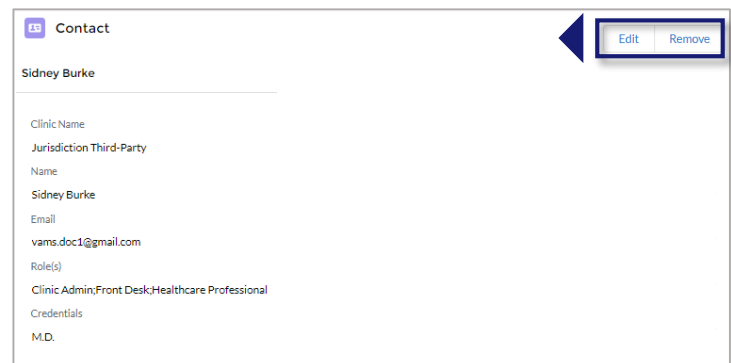 Contact
Edit Remove
Sidney Burke
Clinic Name
Jurisdiction Third-Party
Name
Sidney Burke
Email
vams.doc1@gmail.com
Role(s)
Clinic Admin;Front Desk;Healthcare Professional
Credentials
M.D.